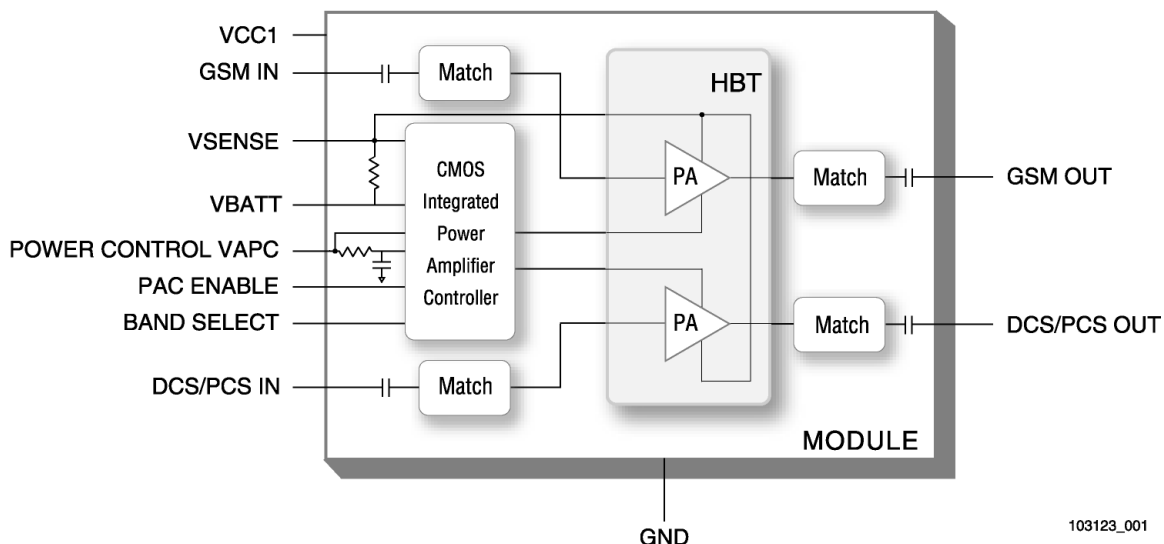 VCC1
GSM IN
VSENSE
VBATT
POWER CONTROL VAPC
PAC ENABLE
BAND SELECT
DCS/PCS IN
Match
CMOS
Integrated
Power
Amplifier
Controller
Match
HBT
PA
PA
Match
Match
GSM OUT
DCS/PCS OUT
MODULE
GND
103123_001